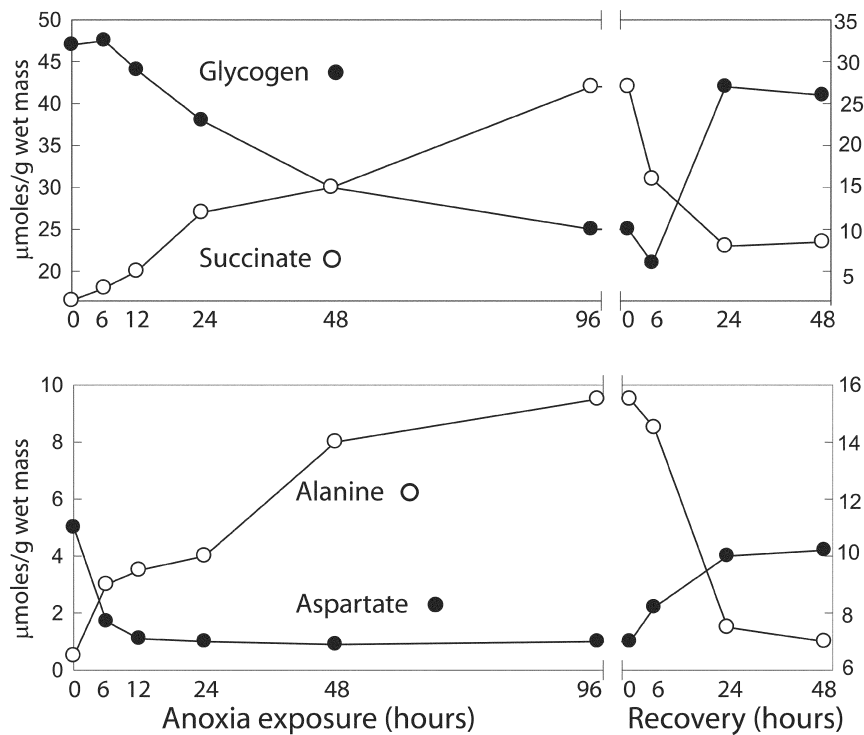 50
45
40
35
30
25
20
µmoles/g wet mass
Glycogen
Succinate
35
30
25
20
15
10
5
0 6 12 24 48 96 0 6 24 48
10
8
6
4
2
0
µmoles/g wet mass
Alanine
Aspartate
16
14
12
10
8
6
0 6 12 24 48 96 0 6 24 48
Anoxia exposure (hours) Recovery (hours)